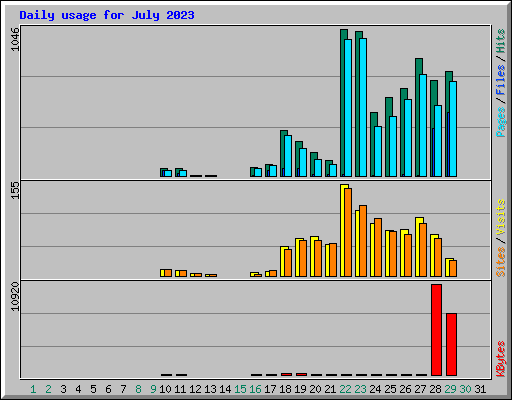 Daily usage for July 2023
1046
155
10920
Pages / Files / Hits
Sites / Visits
KBytes
1 2 3 4 5 6 7 8 9 10 11 12 13 14 15 16 17 18 19 20 21 22 23 24 25 26 27 28 29 30 31